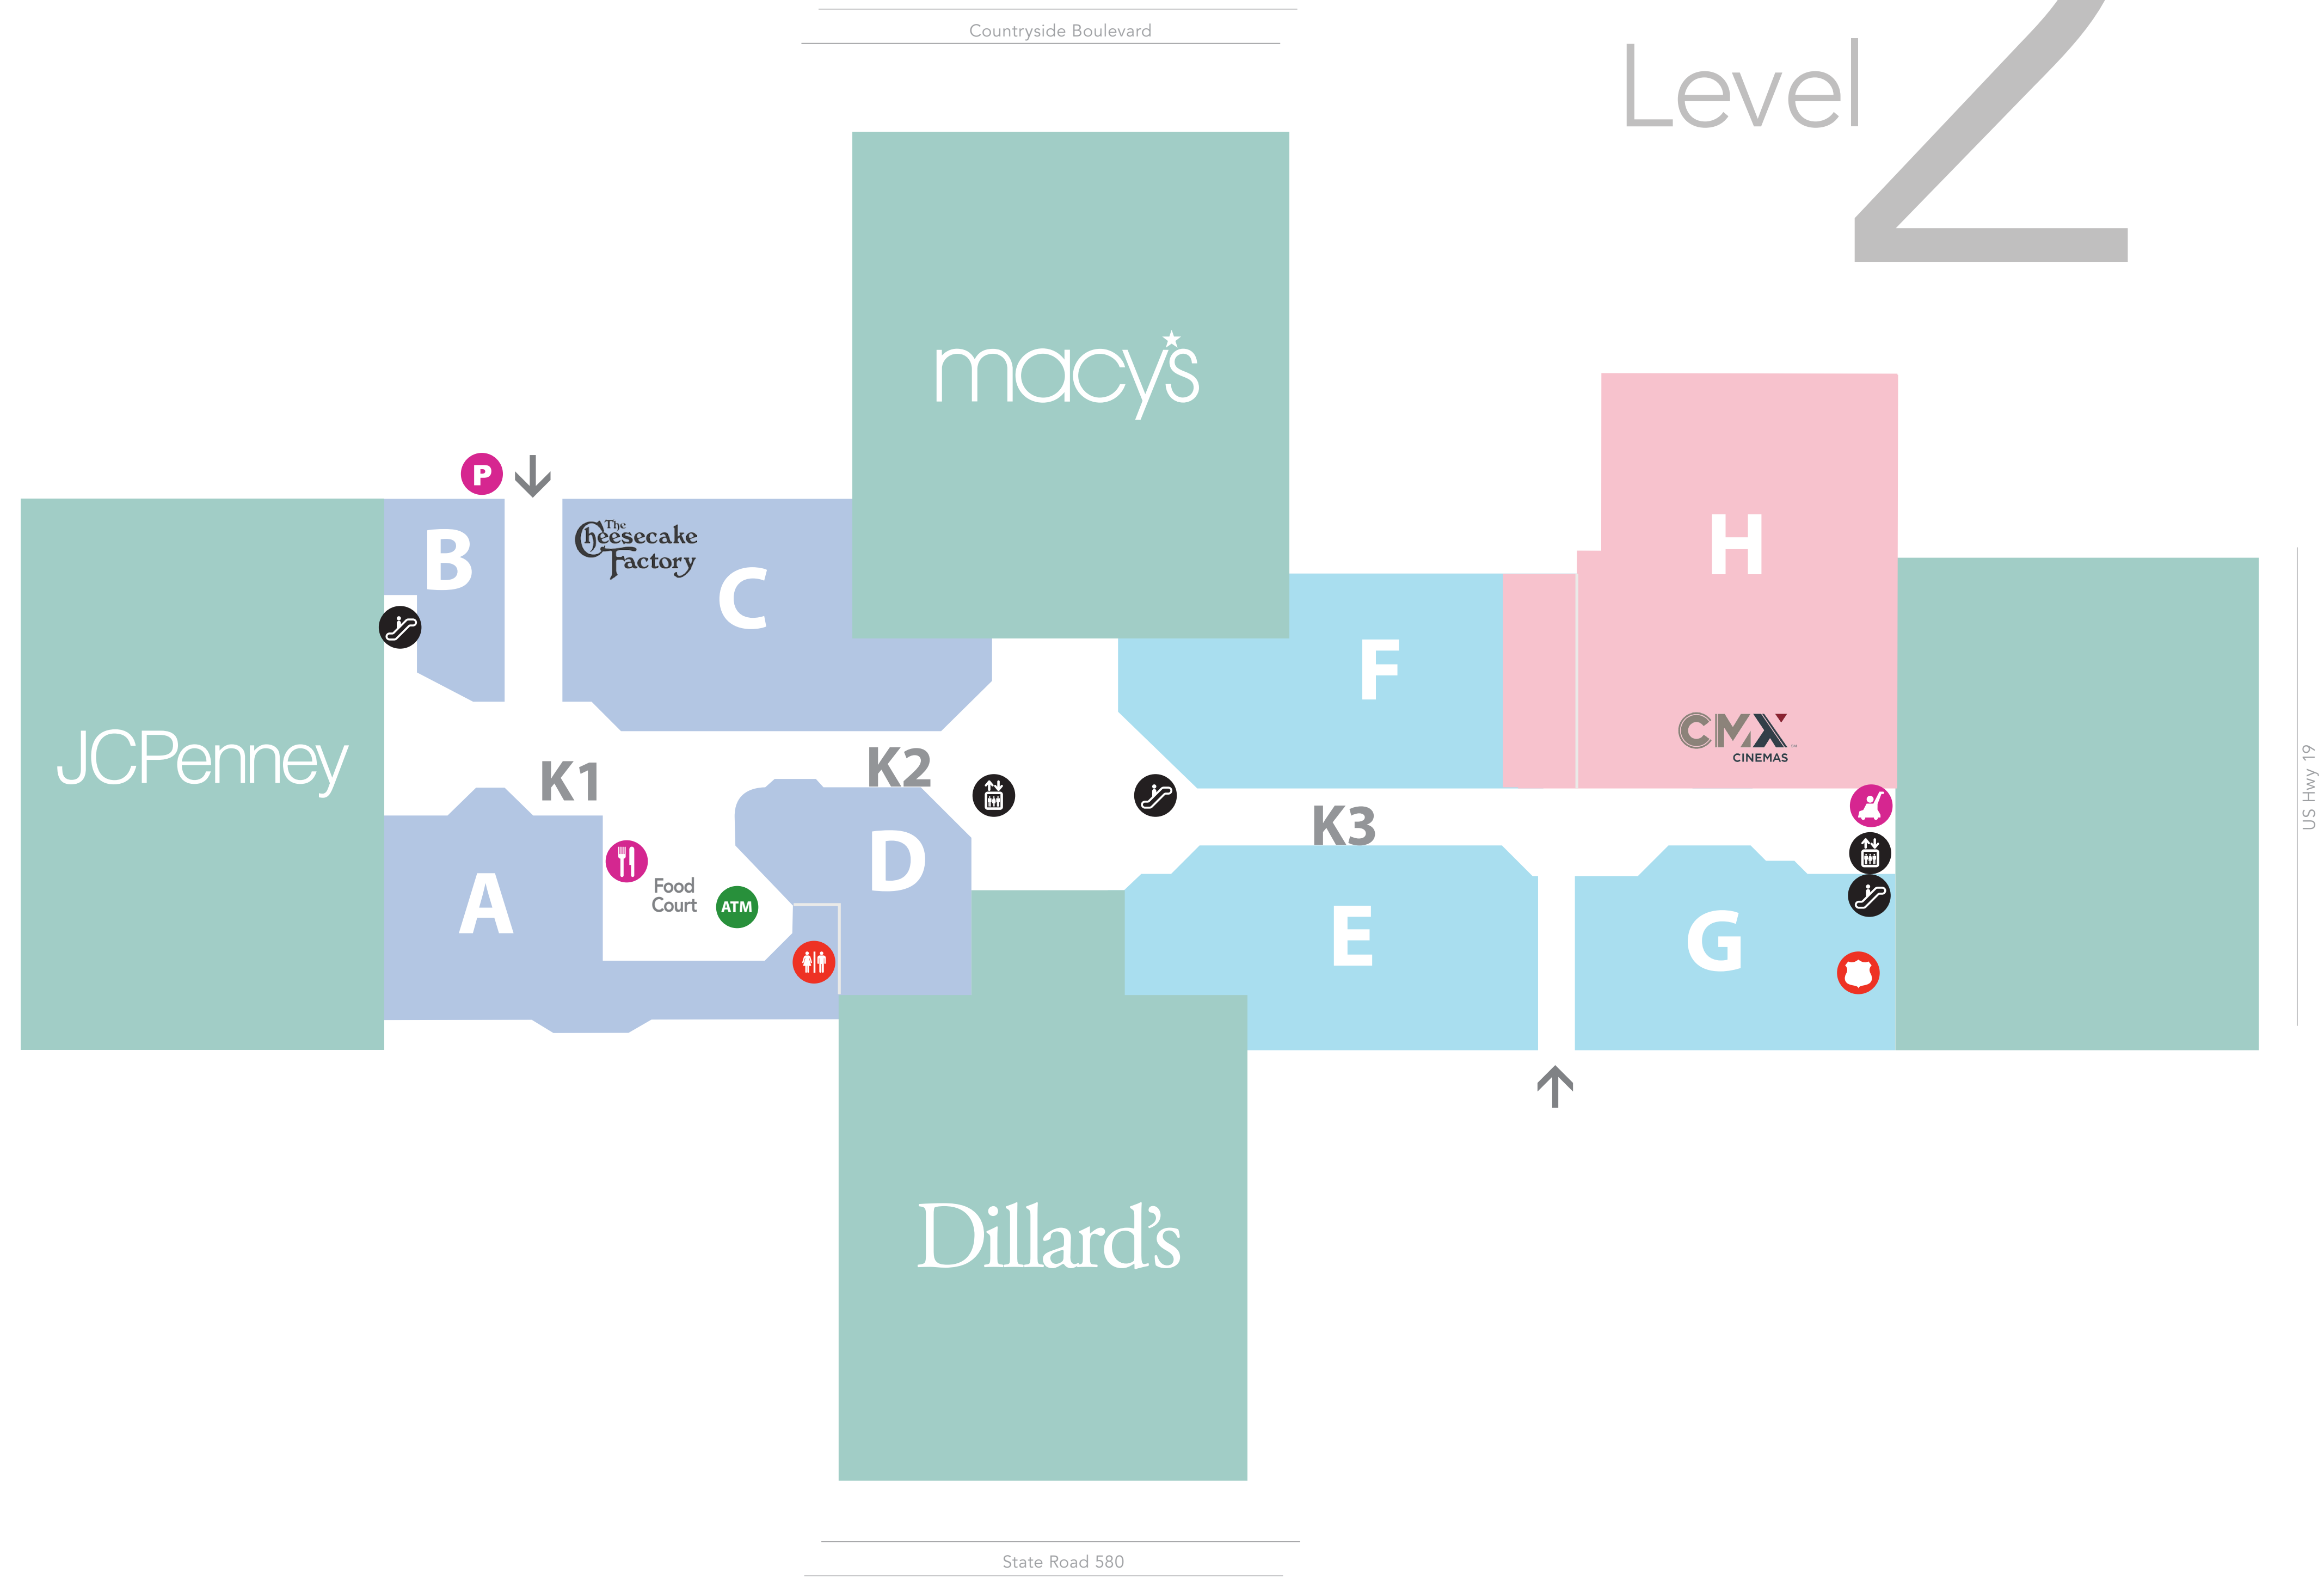 Countryside Boulevard
Level
2
macy's
P
B
The
Cheesecake
Factory
C
H
F
JCPenney
CMX
CINEMAS
US Hwy 19
K1
K2
K3
A
Food
Court
ATM
D
E
G
Dillard's
State Road 580